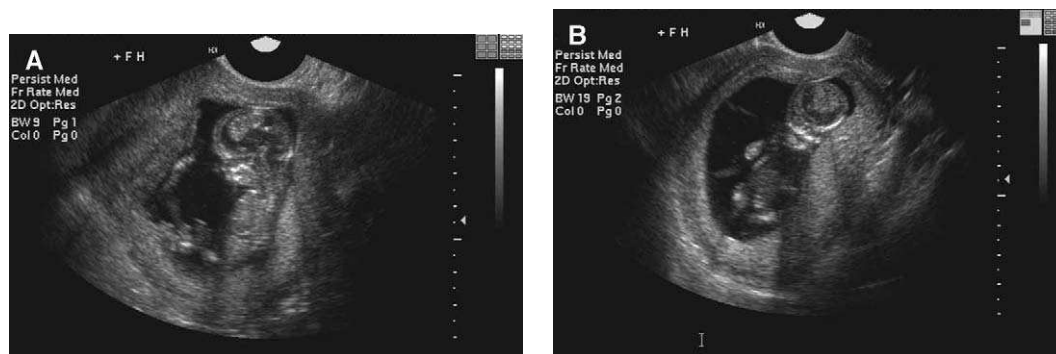 A
+ F H
Persist Med
Fr Rate Med
2D Opt:Res
BW 9 Pg 1
Col 0 Pg 0
B
+ F H
Persist Med
Fr Rate Med
2D Opt:Res
BW 19 Pg 2
Col 0 Pg 0